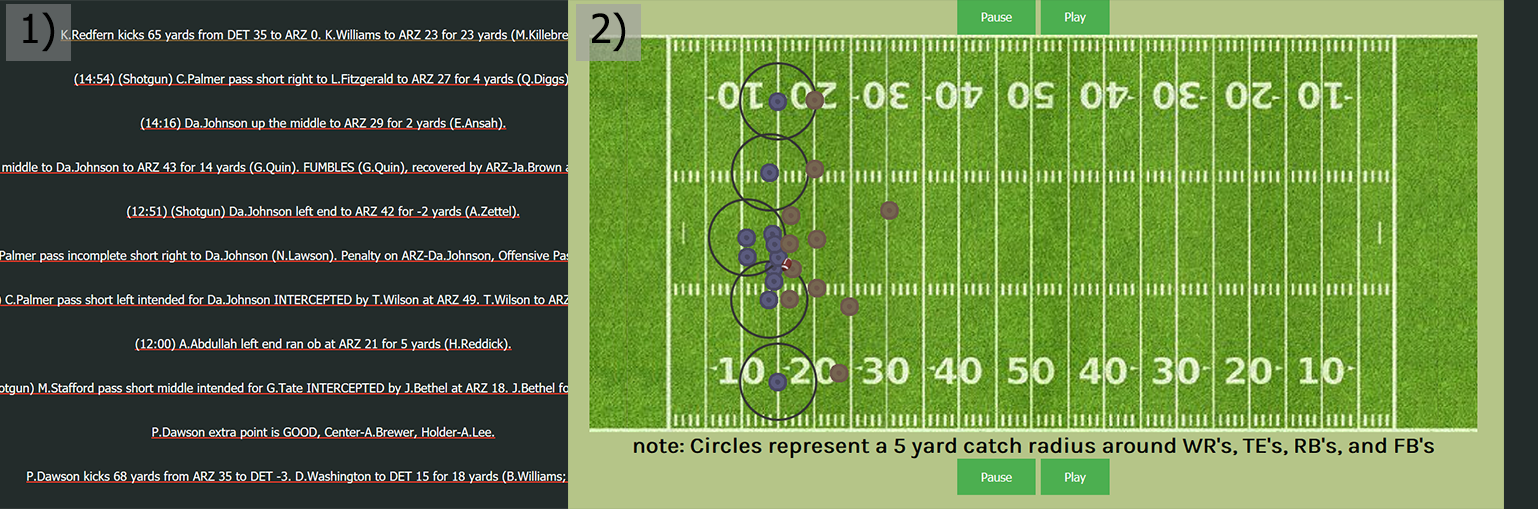 1)
K.Redfern kicks 65 yards from DET 35 to ARZ 0. K.Williams to ARZ 23 for 23 yards (M.Killebre
(14:54) (Shotgun) C.Palmer pass short right to L.Fitzgerald to ARZ 27 for 4 yards (Q.Diggs)
(14:16) Da.Johnson up the middle to ARZ 29 for 2 yards (E.Ansah).
middle to Da.Johnson to ARZ 43 for 14 yards (G.Quin). FUMBLES (G.Quin), recovered by ARZ-Ja.Brown a
(12:51) (Shotgun) Da.Johnson left end to ARZ 42 for -2 yards (A.Zettel).
Palmer pass incomplete short right to Da.Johnson (N.Lawson). Penalty on ARZ-Da.Johnson, Offensive Pas
) C.Palmer pass short left intended for Da.Johnson INTERCEPTED by T.Wilson at ARZ 49. T.Wilson to ARZ
(12:00) A.Abdullah left end ran ob at ARZ 21 for 5 yards (H.Reddick).
otgun) M.Stafford pass short middle intended for G.Tate INTERCEPTED by J.Bethel at ARZ 18. J.Bethel fo
P.Dawson extra point is GOOD, Center-A.Brewer, Holder-A.Lee.
P.Dawson kicks 68 yards from ARZ 35 to DET -3. D.Washington to DET 15 for 18 yards (B.Williams;
2)
Pause Play
10 20 30 40 50 40 30 20 10
10 20 30 40 50 40 30 20 10
note: Circles represent a 5 yard catch radius around WR's, TE's, RB's, and FB's
Pause Play